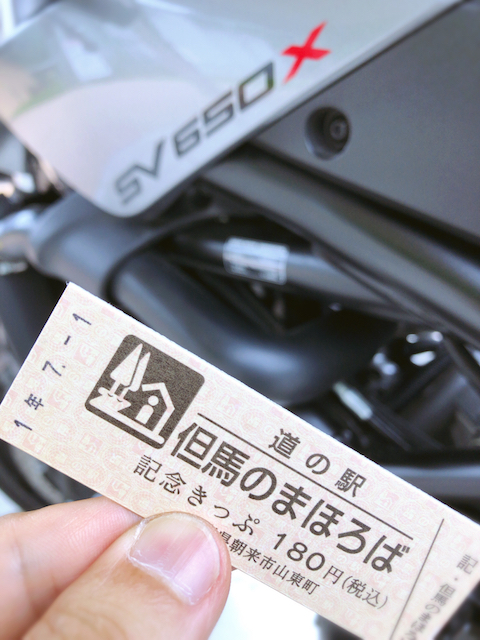 SV650X
1年 7.-1
道の駅
但馬のまほろば
記念きっぷ 180円(税込)
県朝来市山東町
記・但馬のまほ